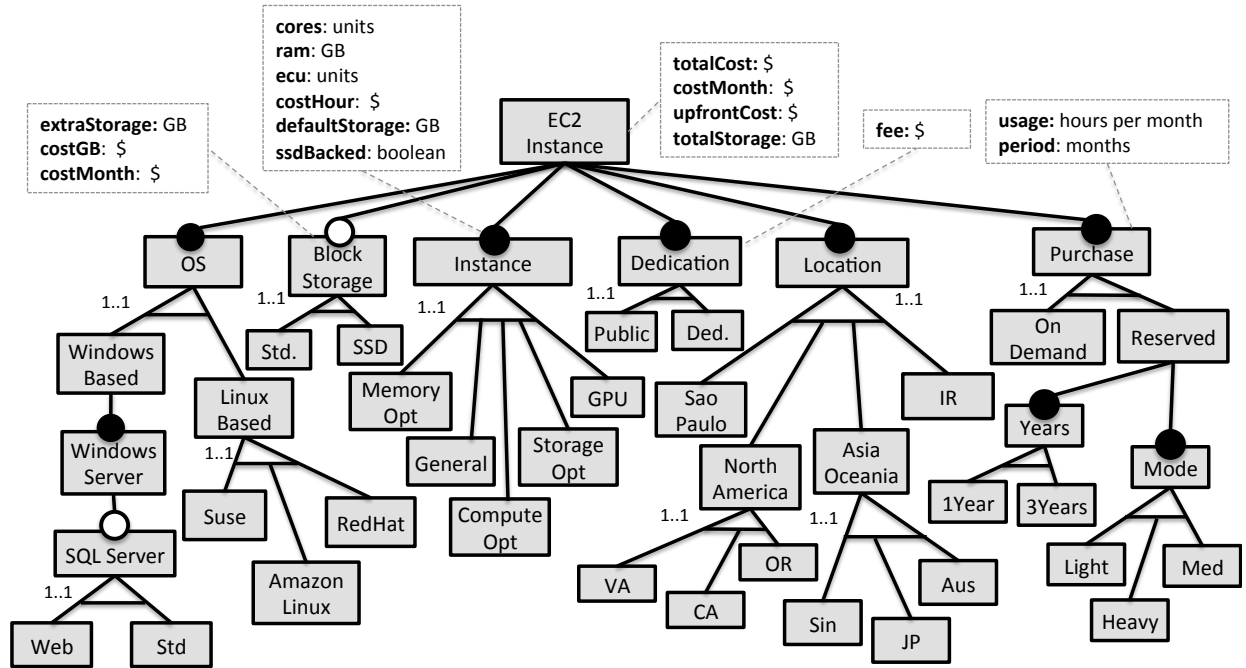 cores: units
ram: GB
ecu: units
costHour: $
defaultStorage: GB
ssdBacked: boolean
totalCost: $
costMonth: $
upfrontCost: $
totalStorage: GB
extraStorage: GB
costGB: $
costMonth: $
EC2
Instance
fee: $
usage: hours per month
period: months
OS
Block
Storage
Instance
Dedication
Location
Purchase
1..1
1..1
1..1
1..1
1..1
1..1
Windows
Based
Std.
SSD
Public
Ded.
On
Demand
Reserved
Linux
Based
Memory
Opt
GPU
Sao
Paulo
IR
Years
Windows
Server
1..1
General
Storage
Opt
North
America
Asia
Oceania
Mode
Suse
RedHat
Compute
Opt
1..1
1..1
1Year
3Years
SQL Server
Amazon
Linux
VA
CA
OR
Sin
JP
Aus
Light
Heavy
Med
1..1
Web
Std